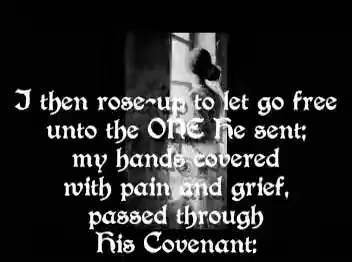 I then rose-up to let go free
unto the ONE He sent;
my hands covered
with pain and grief,
passed through
His Covenant: